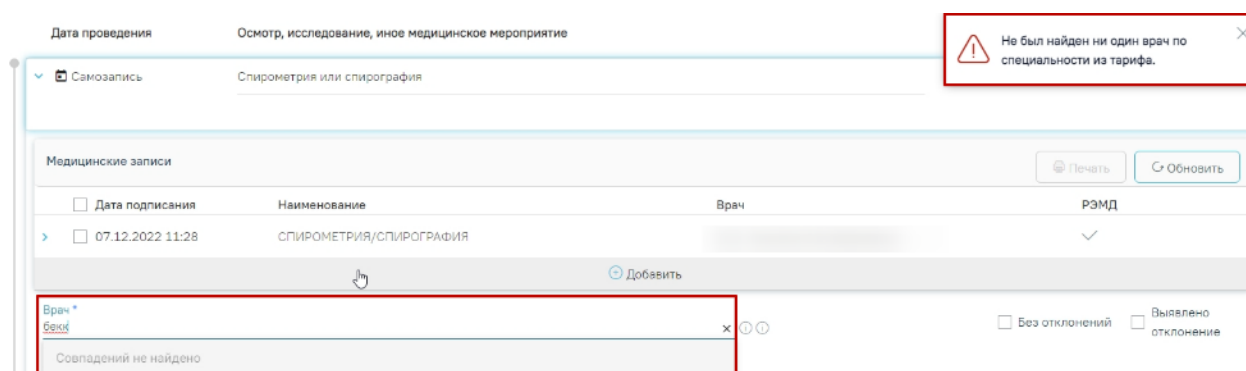 Дата проведения Осмотр, исследование, иное медицинское мероприятие
Не был найден ни один врач по
специальности из тарифа.
Самозапись Спирометрия или спирография
Медицинские записи Печать Обновить
Дата подписания Наименование Врач РЭМД
07.12.2022 11:28 СПИРОМЕТРИЯ/СПИРОГРАФИЯ
Добавить
Врач *
бекк
Без отклонений Выявлено
отклонение
Совпадений не найдено